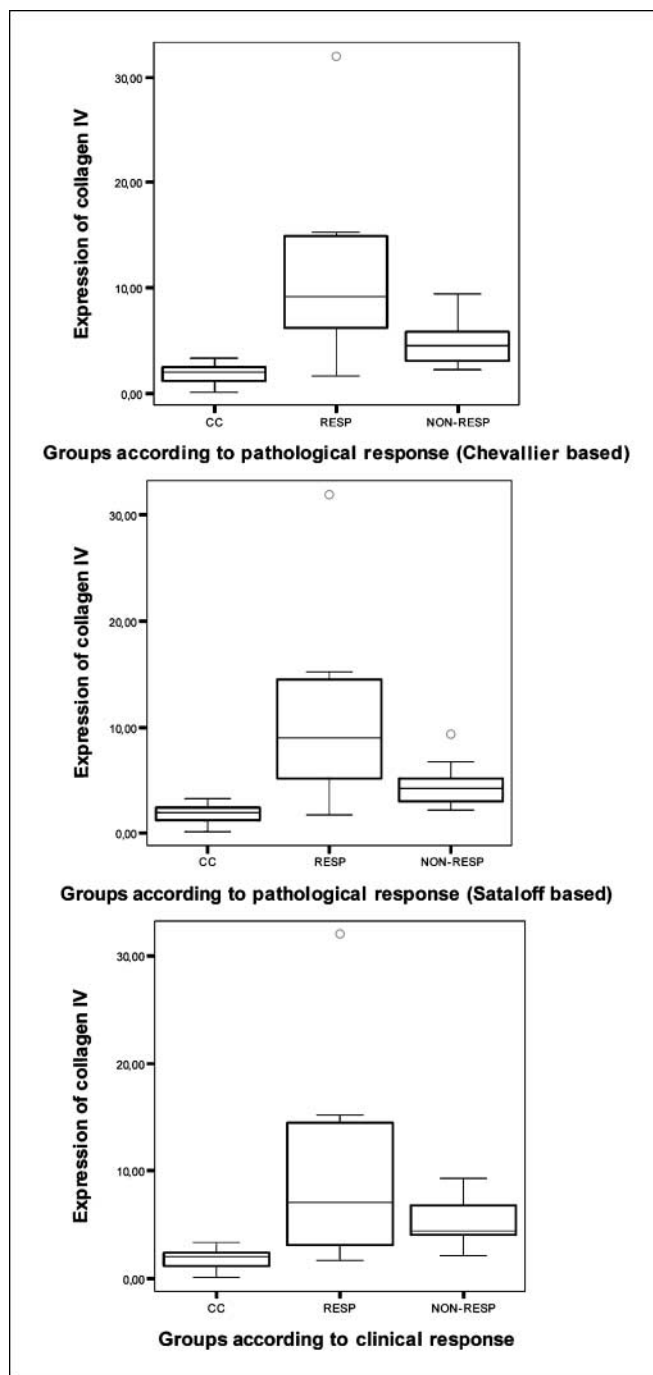 Expression of collagen IV
30,00
20,00
10,00
0,00
CC RESP NON-RESP
Groups according to pathological response (Chevallier based)
Expression of collagen IV
30,00
20,00
10,00
0,00
CC RESP NON-RESP
Groups according to pathological response (Sataloff based)
Expression of collagen IV
30,00
20,00
10,00
0,00
CC RESP NON-RESP
Groups according to clinical response